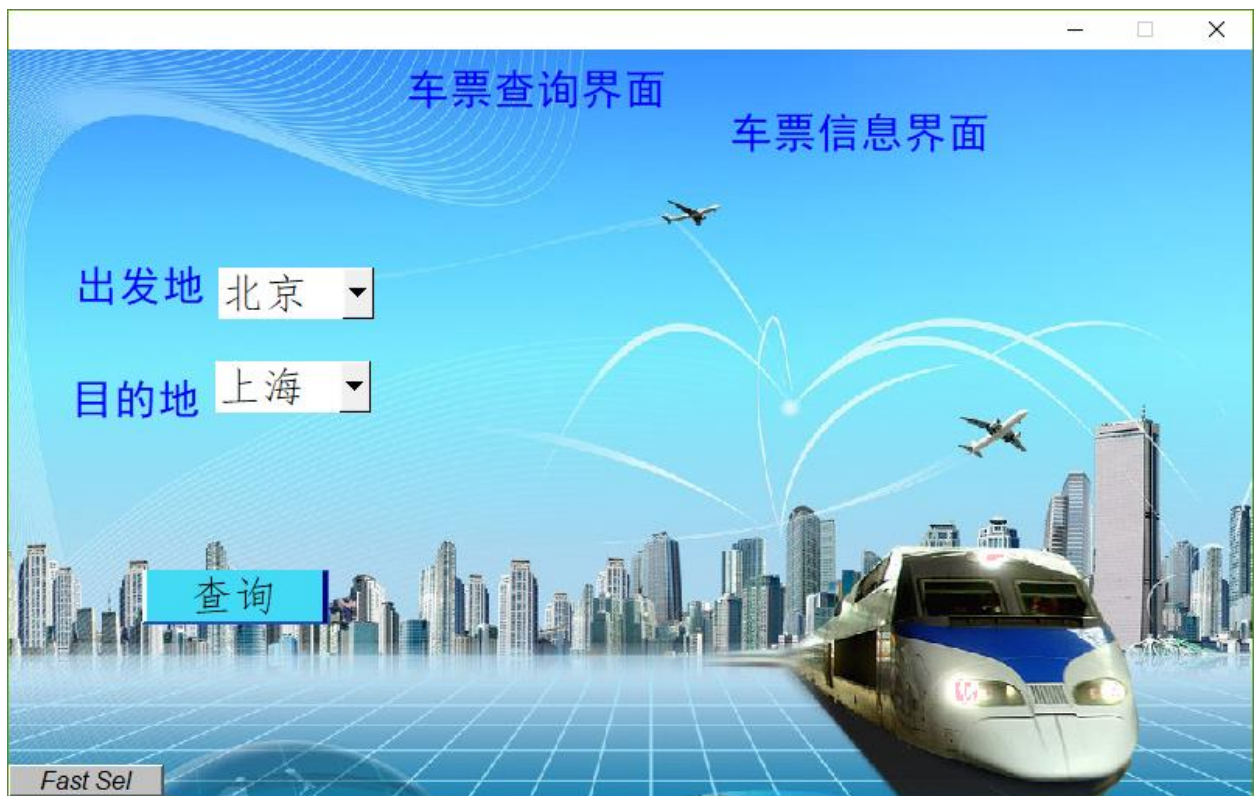 车票查询界面
车票信息界面
出发地 北京
目的地 上海
查询
Fast Sel